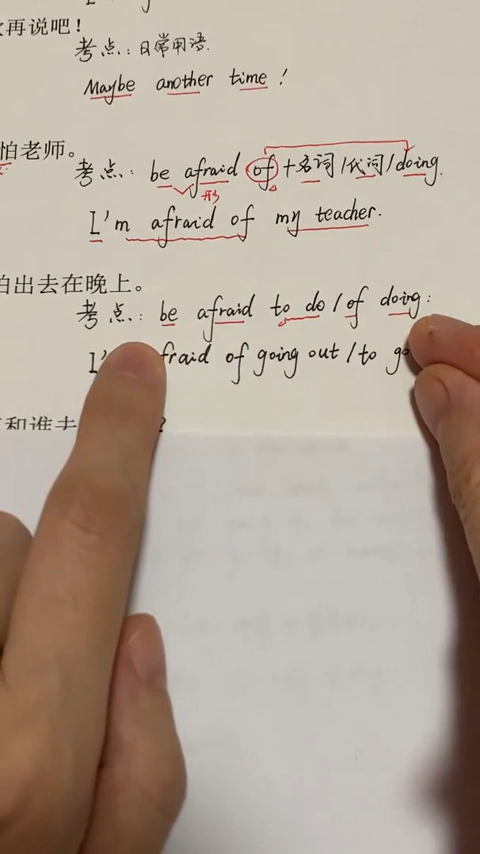 再说吧！
考点：日常用语.
Maybe another time！
怕老师。
考点：be afraid of +名词/代词/doing.
形
I'm afraid of my teacher.
怕出去在晚上。
考点：be afraid to do / of doing：
afraid of going out / to go
和谁去
？